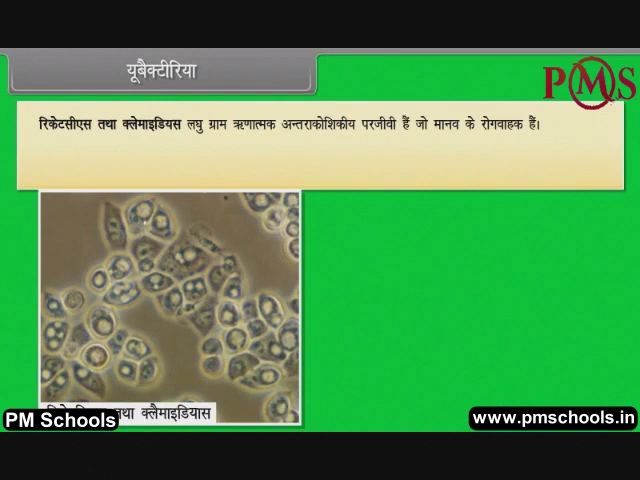 यूबैक्टीरिया
PMS
रिकेटसीएस तथा क्लेमाइडियस लघु ग्राम ऋणात्मक अन्तराकोशिकीय परजीवी हैं जो मानव के रोगवाहक हैं।
तथा क्लैमाइडियास
PM Schools
www.pmschools.in